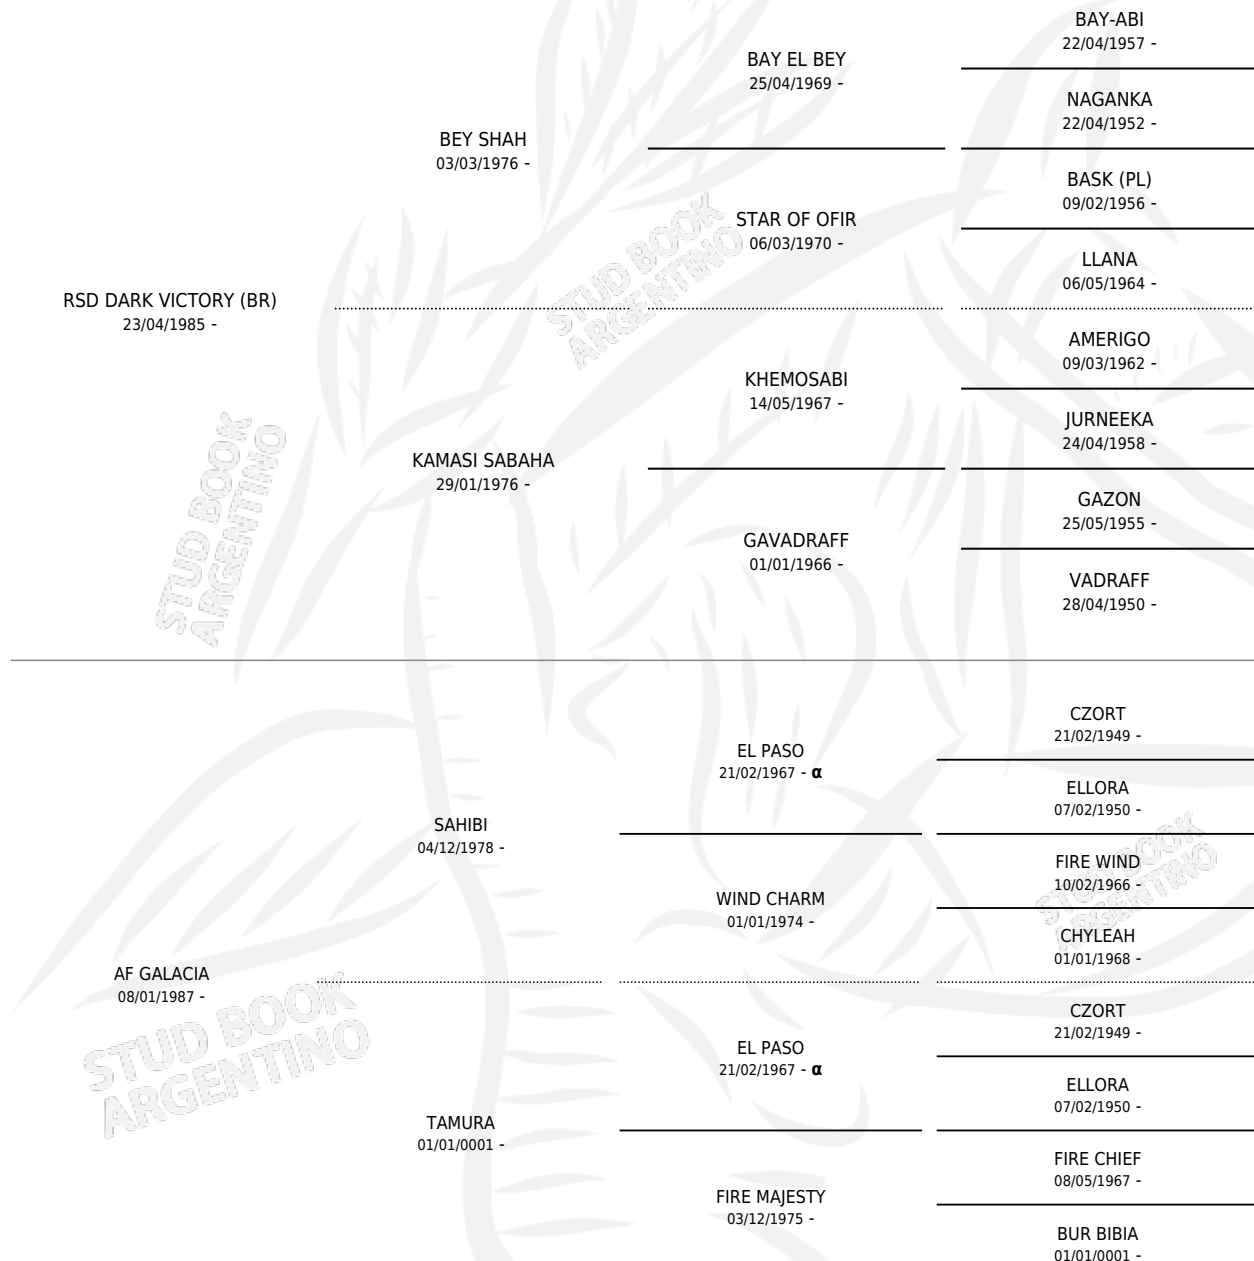 BAY-ABI
22/04/1957 -
BAY EL BEY
25/04/1969 -
NAGANKA
22/04/1952 -
BEY SHAH
03/03/1976 -
BASK (PL)
09/02/1956 -
STAR OF OFIR
06/03/1970 -
LLANA
06/05/1964 -
RSD DARK VICTORY (BR)
23/04/1985 -
AMERIGO
09/03/1962 -
KHEMOSABI
14/05/1967 -
JURNEEKA
24/04/1958 -
KAMASI SABAHA
29/01/1976 -
GAZON
25/05/1955 -
GAVADRAFF
01/01/1966 -
VADRAFF
28/04/1950 -
CZORT
21/02/1949 -
EL PASO
21/02/1967 - α
ELLORA
07/02/1950 -
SAHIBI
04/12/1978 -
FIRE WIND
10/02/1966 -
WIND CHARM
01/01/1974 -
CHYLEAH
01/01/1968 -
AF GALACIA
08/01/1987 -
CZORT
21/02/1949 -
EL PASO
21/02/1967 - α
ELLORA
07/02/1950 -
TAMURA
01/01/0001 -
FIRE CHIEF
08/05/1967 -
FIRE MAJESTY
03/12/1975 -
BUR BIBIA
01/01/0001 -
STUD BOOK
ARGENTINO
STUD BOOK
ARGENTINO
STUD BOOK
ARGENTINO
STUD BOOK
ARGENTINO